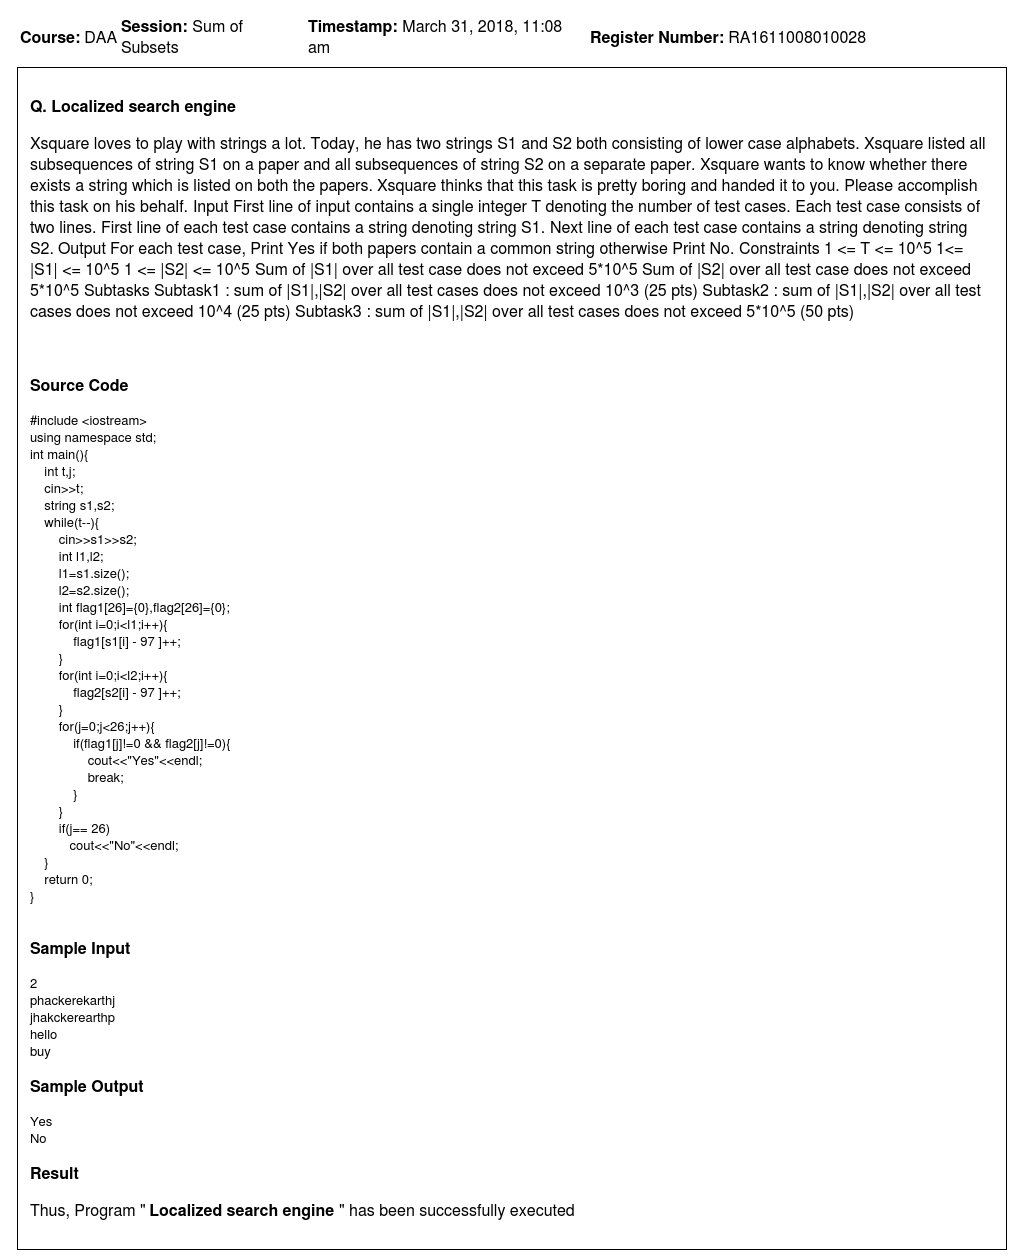 Course: DAA Session: Sum of Subsets Timestamp: March 31, 2018, 11:08 am Register Number: RA1611008010028
Q. Localized search engine
Xsquare loves to play with strings a lot. Today, he has two strings S1 and S2 both consisting of lower case alphabets. Xsquare listed all
subsequences of string S1 on a paper and all subsequences of string S2 on a separate paper. Xsquare wants to know whether there
exists a string which is listed on both the papers. Xsquare thinks that this task is pretty boring and handed it to you. Please accomplish
this task on his behalf. Input First line of input contains a single integer T denoting the number of test cases. Each test case consists of
two lines. First line of each test case contains a string denoting string S1. Next line of each test case contains a string denoting string
S2. Output For each test case, Print Yes if both papers contain a common string otherwise Print No. Constraints 1 <= T <= 10^5 1<=
|S1| <= 10^5 1 <= |S2| <= 10^5 Sum of |S1| over all test case does not exceed 5*10^5 Sum of |S2| over all test case does not exceed
5*10^5 Subtasks Subtask1 : sum of |S1|,|S2| over all test cases does not exceed 10^3 (25 pts) Subtask2 : sum of |S1|,|S2| over all test
cases does not exceed 10^4 (25 pts) Subtask3 : sum of |S1|,|S2| over all test cases does not exceed 5*10^5 (50 pts)
Source Code
#include <iostream>
using namespace std;
int main(){
    int t,j;
    cin>>t;
    string s1,s2;
    while(t--){
        cin>>s1>>s2;
        int l1,l2;
        l1=s1.size();
        l2=s2.size();
        int flag1[26]={0},flag2[26]={0};
        for(int i=0;i<l1;i++){
            flag1[s1[i] - 97 ]++;
        }
        for(int i=0;i<l2;i++){
            flag2[s2[i] - 97 ]++;
        }
        for(j=0;j<26;j++){
            if(flag1[j]!=0 && flag2[j]!=0){
                cout<<"Yes"<<endl;
                break;
            }
        }
        if(j== 26)
           cout<<"No"<<endl;
    }
    return 0;
}
Sample Input
2
phackerekarthj
jhakckerearthp
hello
buy
Sample Output
Yes
No
Result
Thus, Program " Localized search engine " has been successfully executed